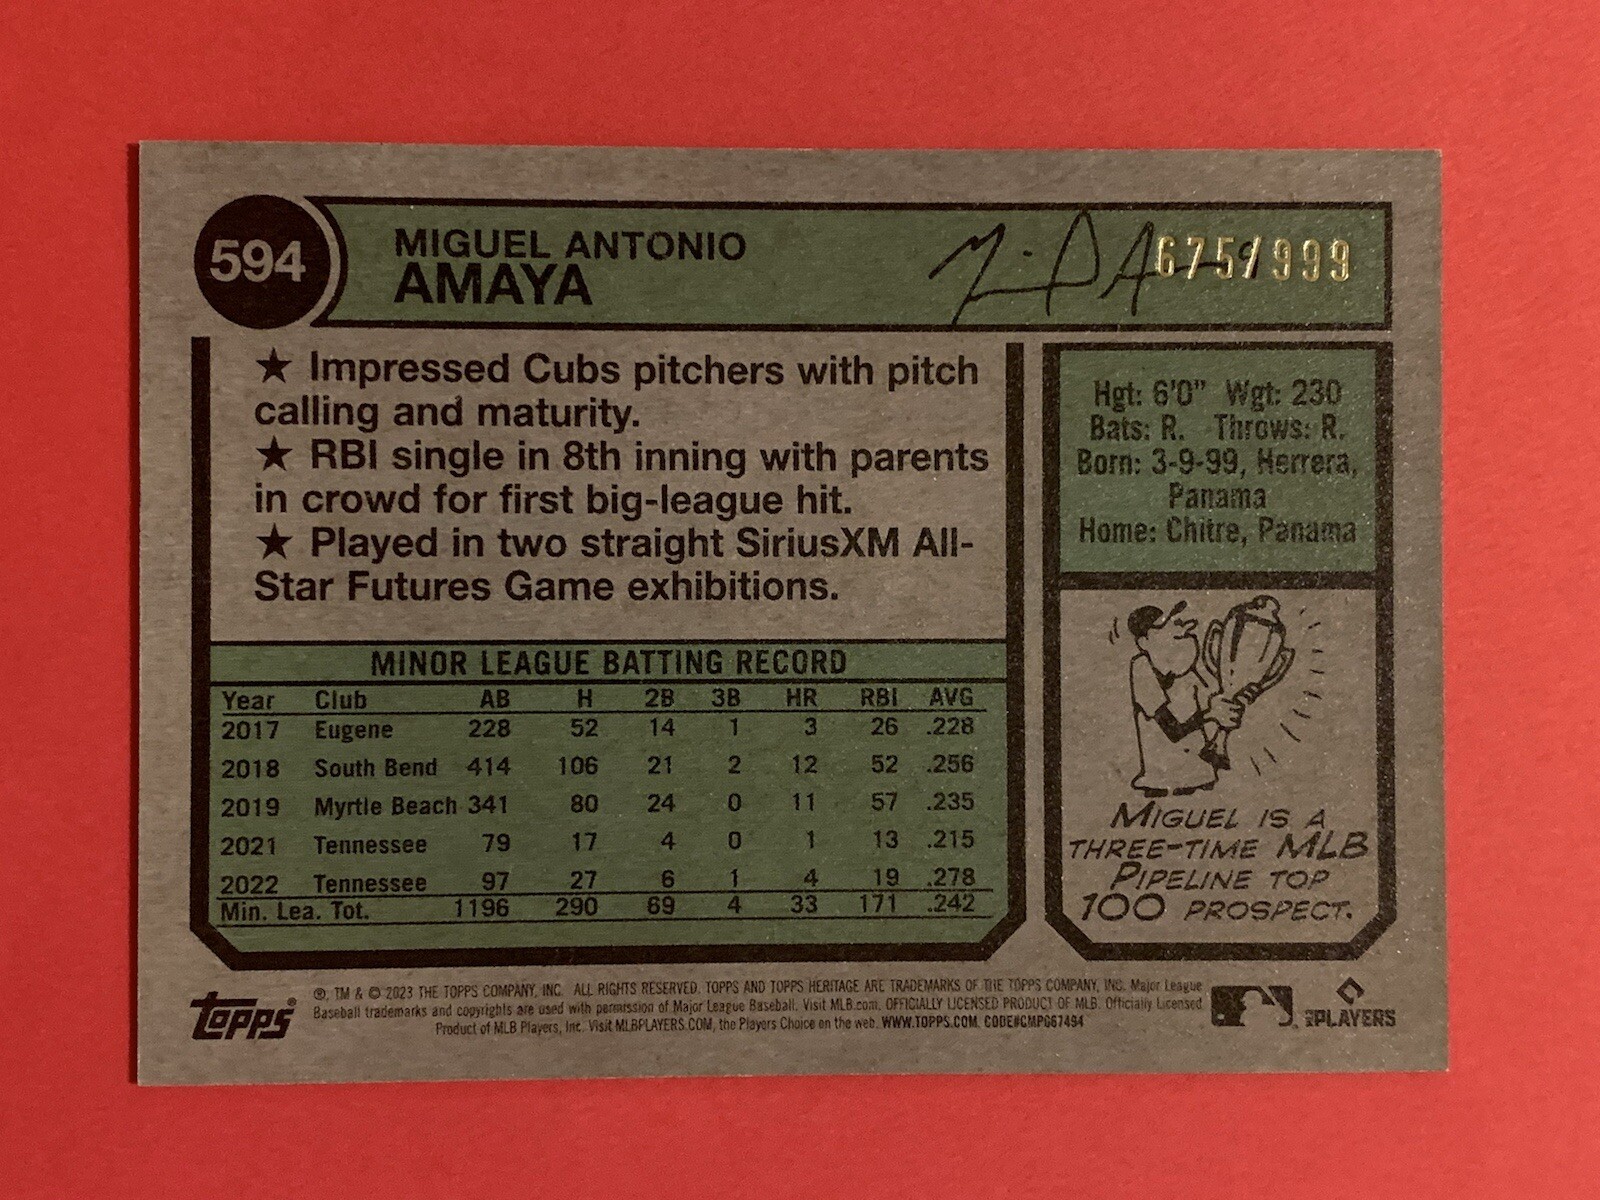 594
MIGUEL ANTONIO
AMAYA
675/999
★ Impressed Cubs pitchers with pitch
calling and maturity.
★ RBI single in 8th inning with parents
in crowd for first big-league hit.
★ Played in two straight SiriusXM All-
Star Futures Game exhibitions.
Hgt: 6'0" Wgt: 230
Bats: R. Throws: R.
Born: 3-9-99, Herrera,
Panama
Home: Chitre, Panama
MINOR LEAGUE BATTING RECORD
Year Club AB H 2B 3B HR RBI AVG
2017 Eugene 228 52 14 1 3 26 .228
2018 South Bend 414 106 21 2 12 52 .256
2019 Myrtle Beach 341 80 24 0 11 57 .235
2021 Tennessee 79 17 4 0 1 13 .215
2022 Tennessee 97 27 6 1 4 19 .278
Min. Lea. Tot. 1196 290 69 4 33 171 .242
MIGUEL IS A
THREE-TIME MLB
PIPELINE TOP
100 PROSPECT.
Topps®
®, TM & © 2023 THE TOPPS COMPANY, INC. ALL RIGHTS RESERVED. TOPPS AND TOPPS HERITAGE ARE TRADEMARKS OF THE TOPPS COMPANY, INC. Major League
Baseball trademarks and copyrights are used with permission of Major League Baseball. Visit MLB.com. OFFICIALLY LICENSED PRODUCT OF MLB. Officially Licensed
Product of MLB Players, Inc. Visit MLBPLAYERS.COM, the Players Choice on the web. WWW.TOPPS.COM. CODE#CMP067494
MLB PLAYERS